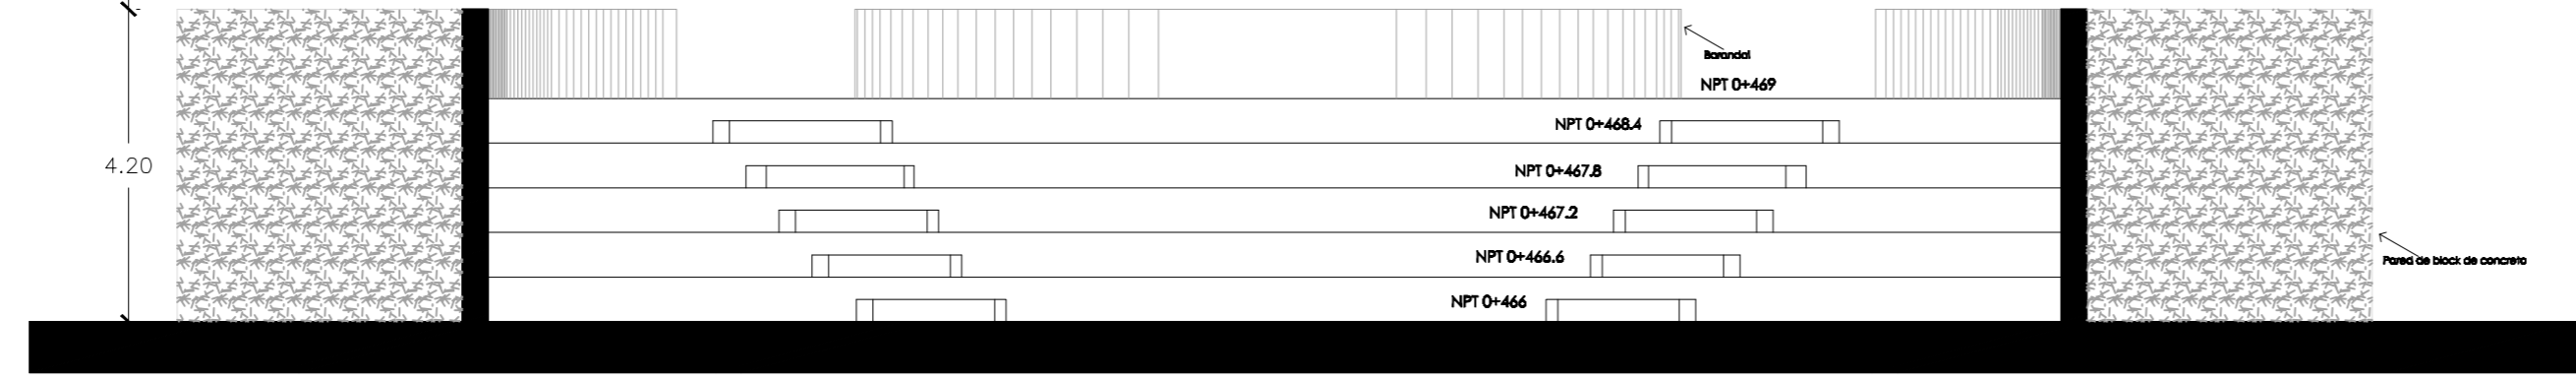 Barandal
NPT 0+469
NPT 0+468.4
4.20
NPT 0+467.8
NPT 0+467.2
NPT 0+466.6
Pared de block de concreto
NPT 0+466